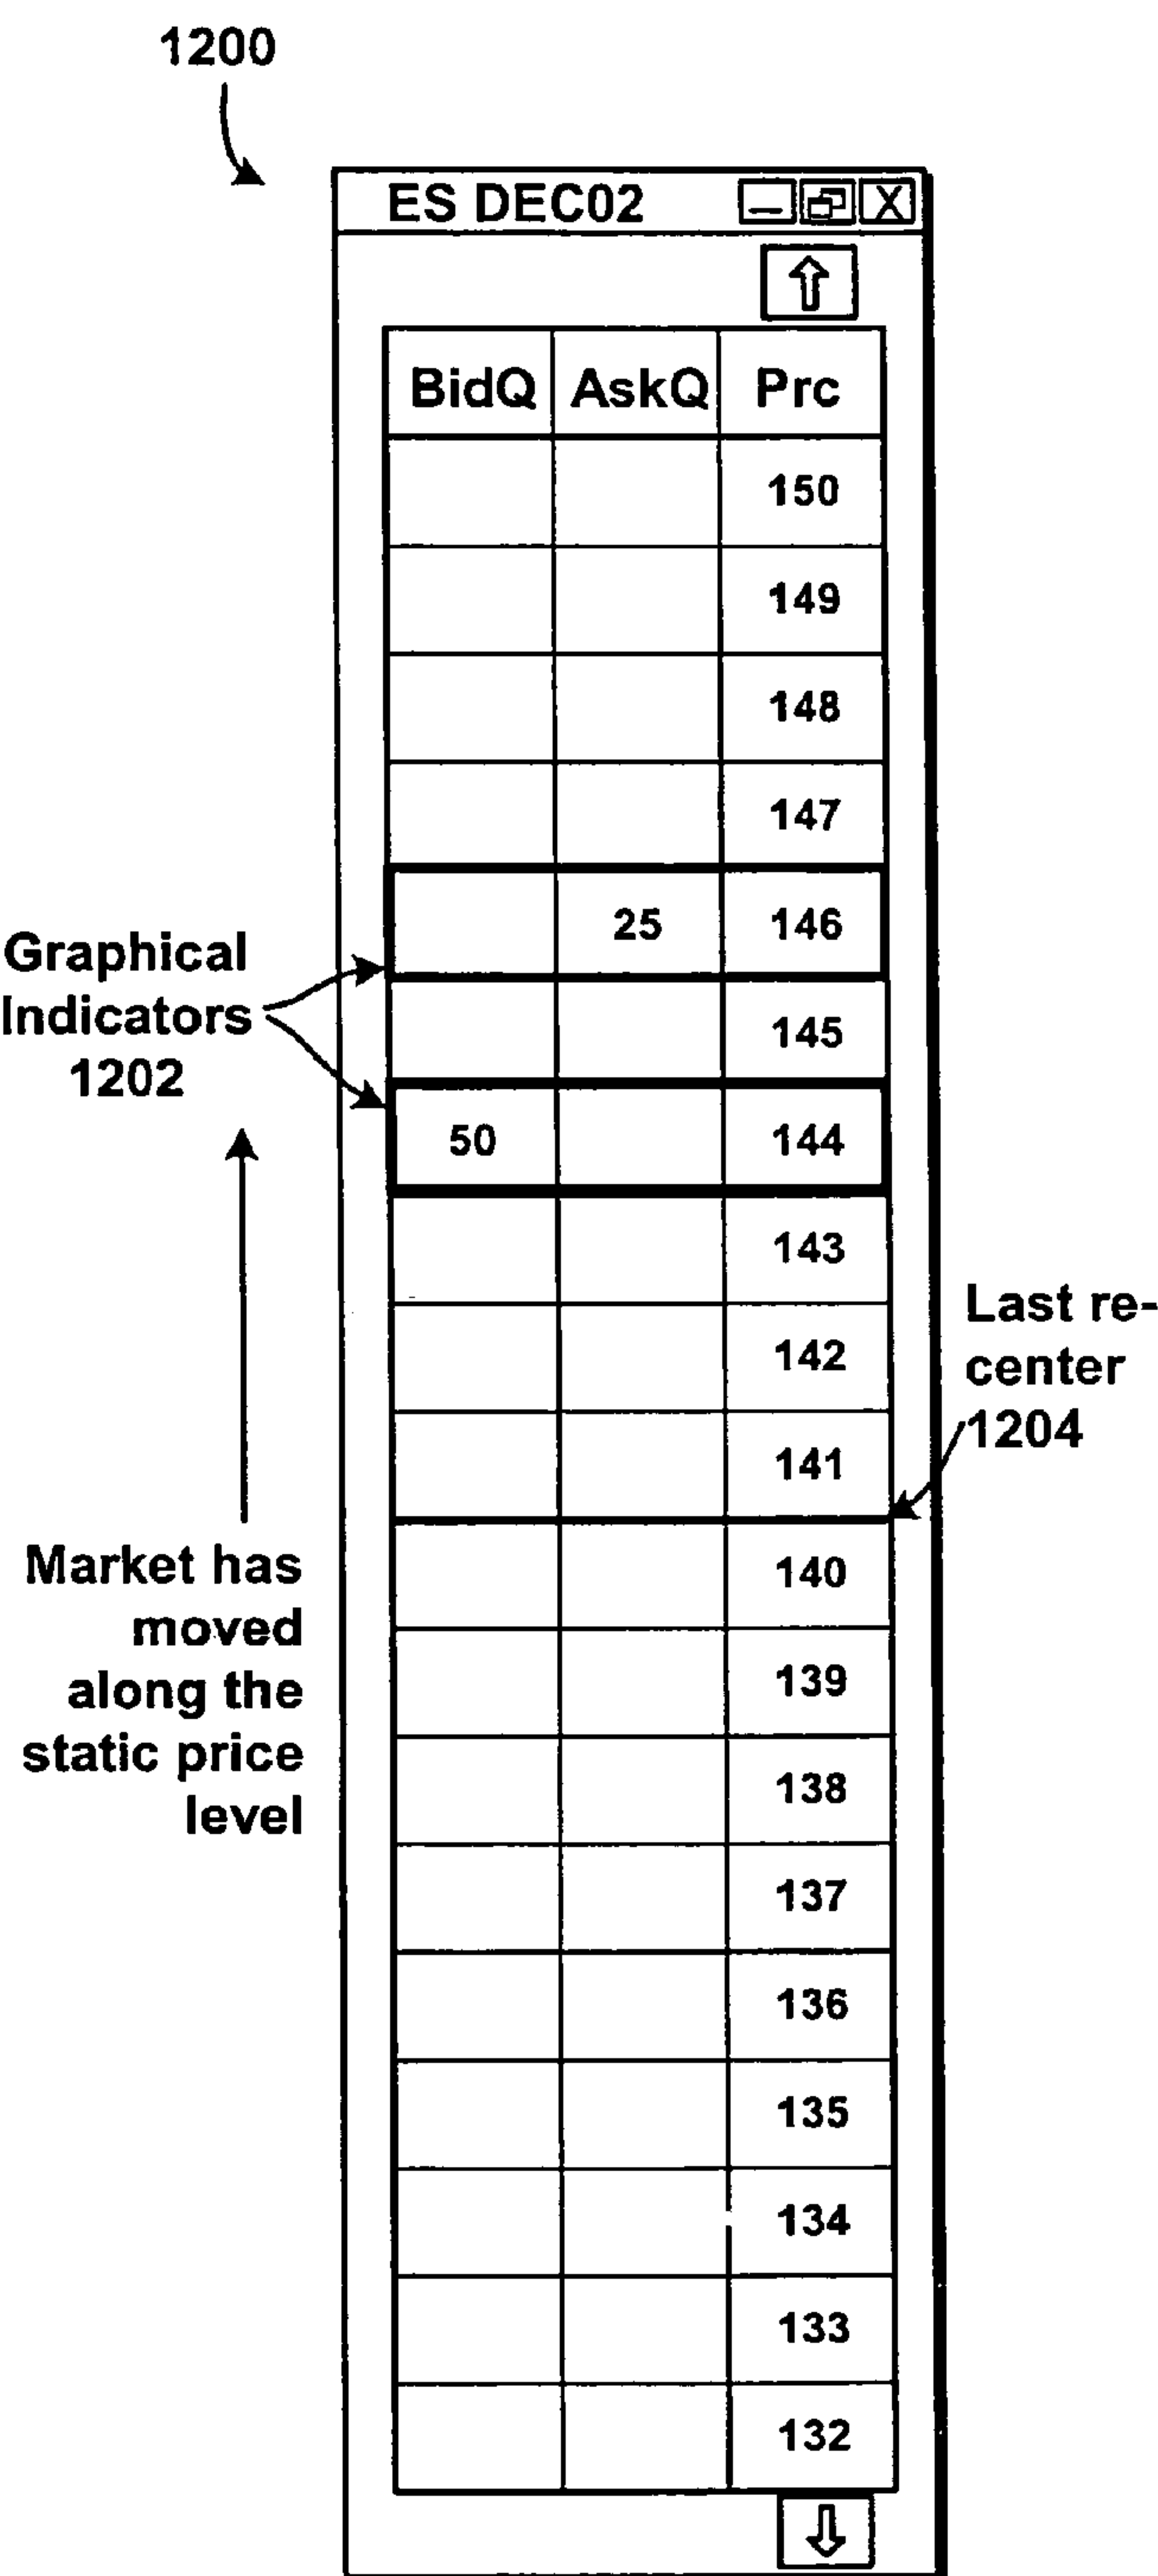 1200
ES DEC02
BidQ AskQ Prc
150
149
148
147
25 146
Graphical
Indicators
1202
145
50 144
143
Last re-
center
1204
142
141
Market has
moved
along the
static price
level
140
139
138
137
136
135
134
133
132